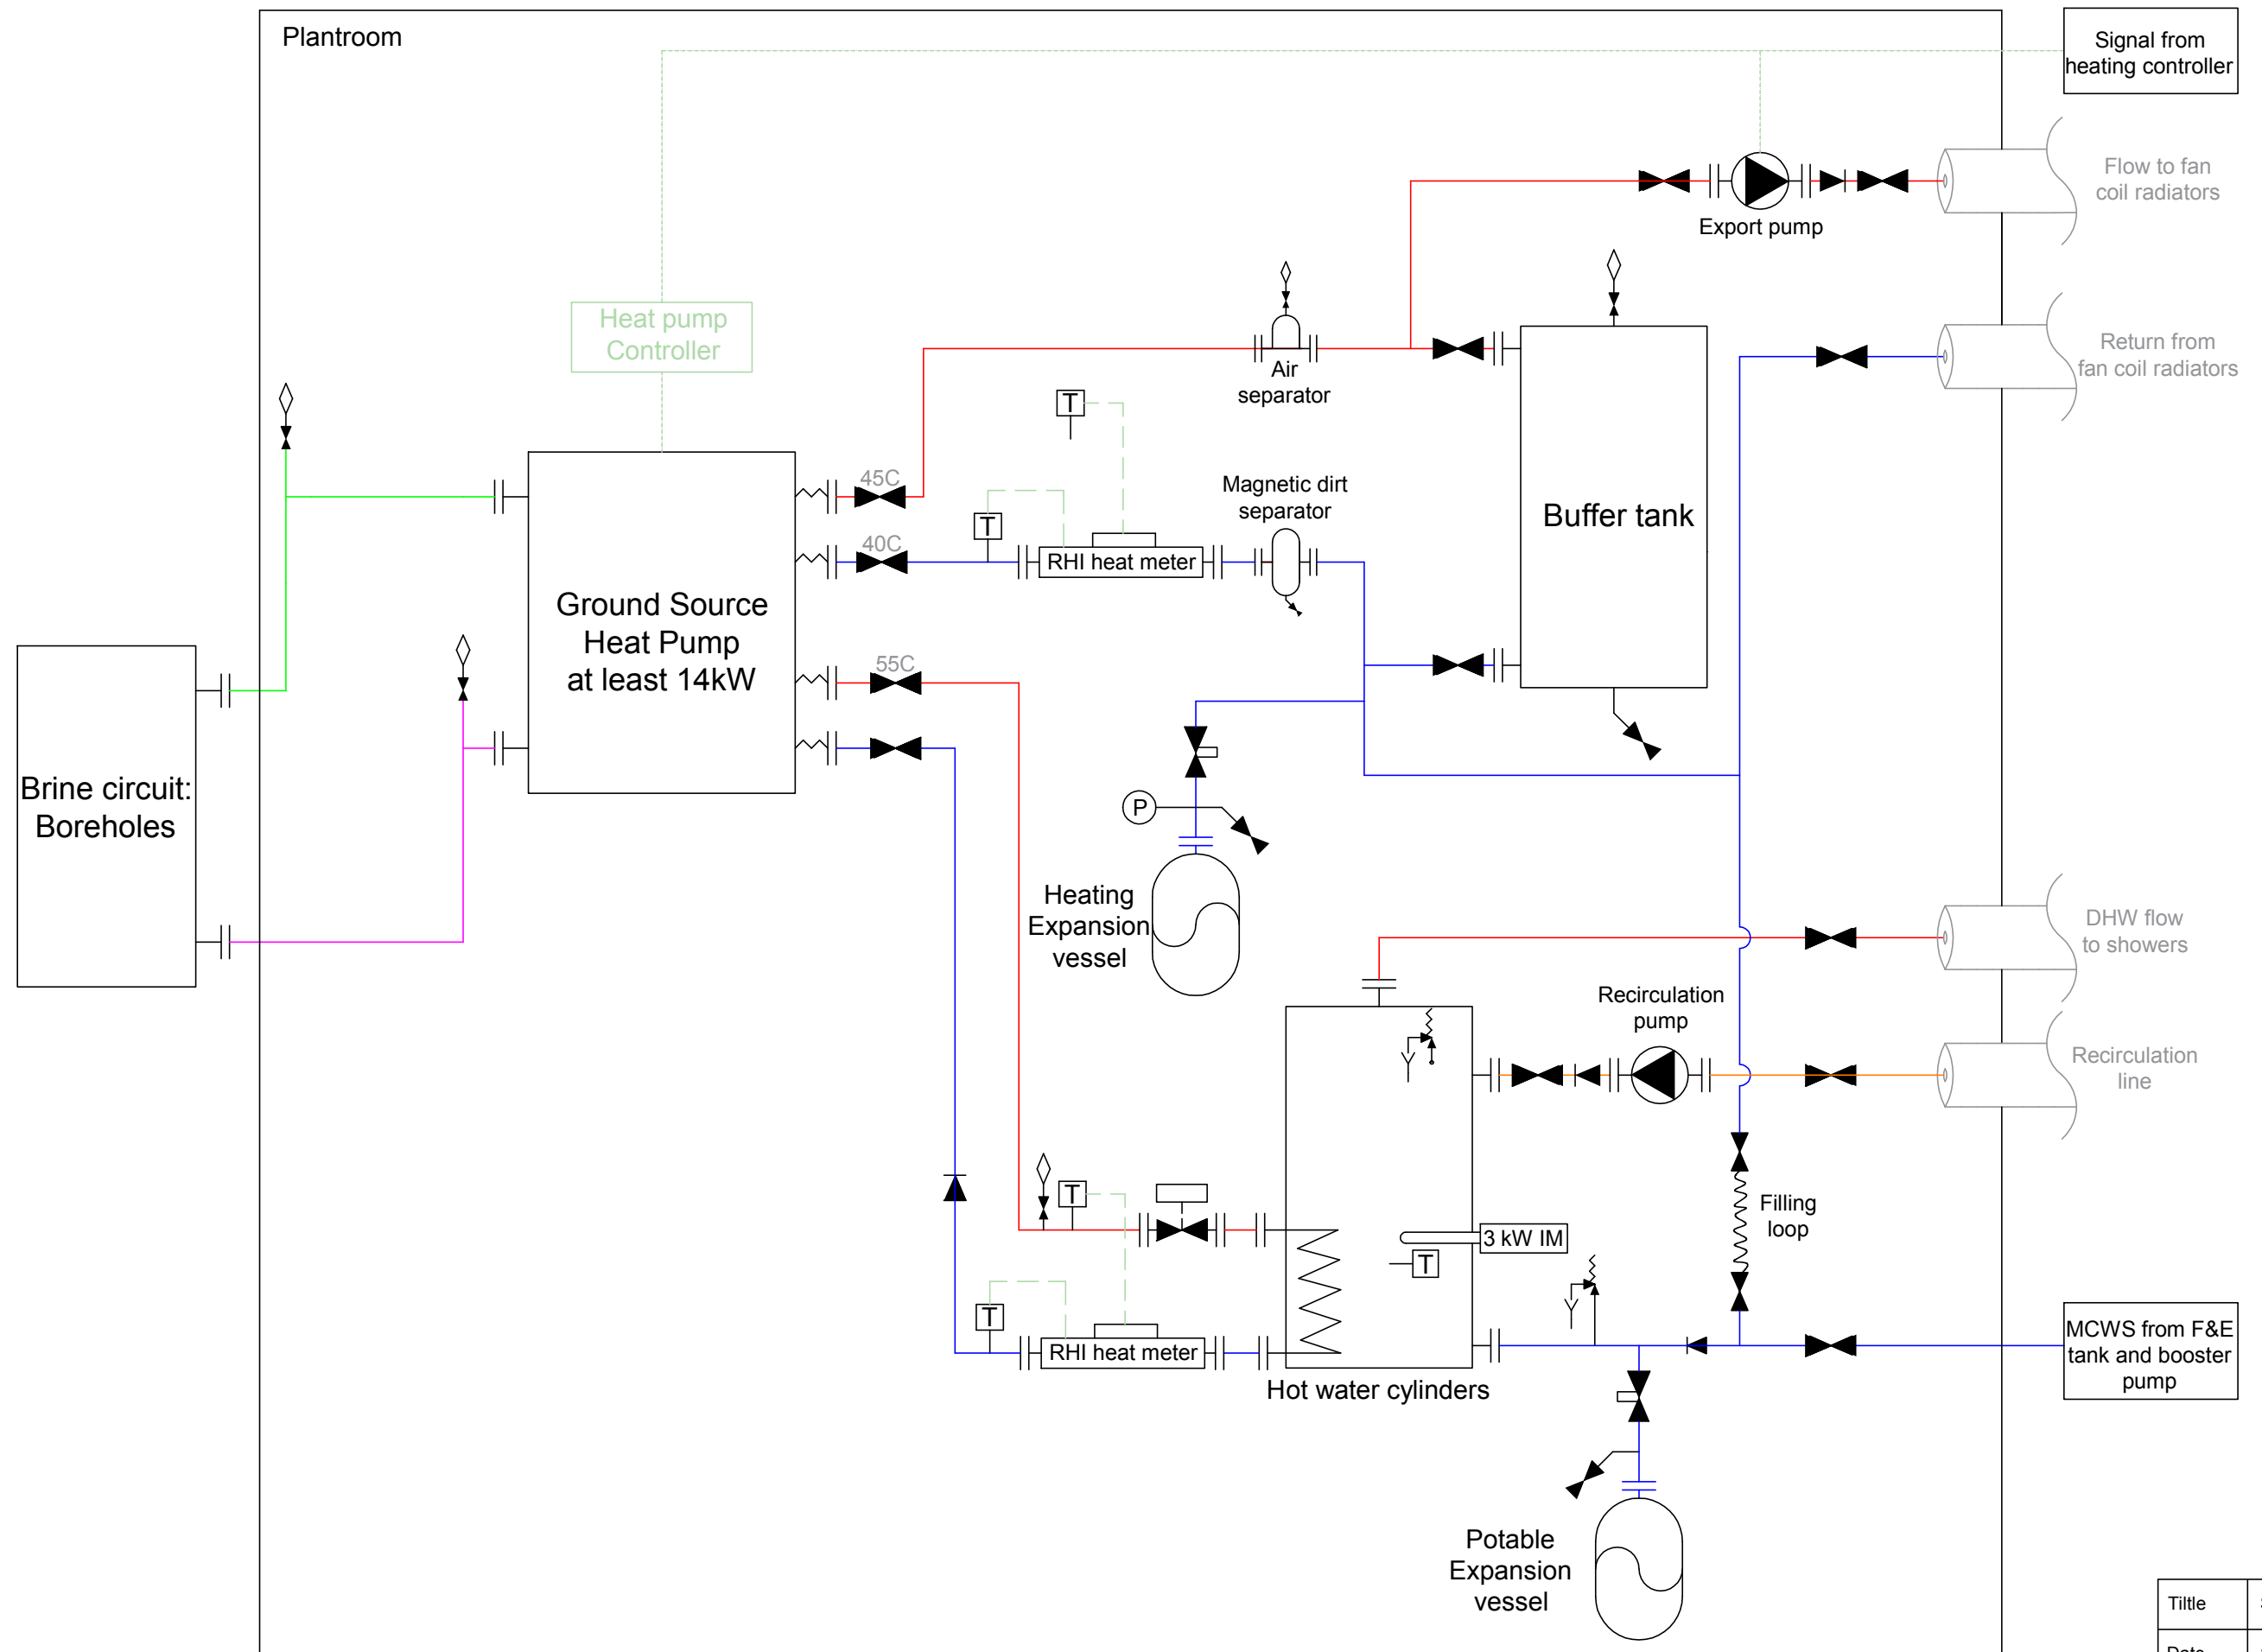 Plantroom
Signal from
heating controller
Flow to fan
coil radiators
Export pump
Heat pump
Controller
Air
separator
Return from
fan coil radiators
T
45C
Magnetic dirt
separator
Buffer tank
T
40C
RHI heat meter
Ground Source
Heat Pump
at least 14kW
55C
Brine circuit:
Boreholes
P
Heating
Expansion
vessel
DHW flow
to showers
Recirculation
pump
Recirculation
line
T
Filling
loop
3 kW IM
T
T
RHI heat meter
MCWS from F&E
tank and booster
pump
Hot water cylinders
Potable
Expansion
vessel
Tiltle